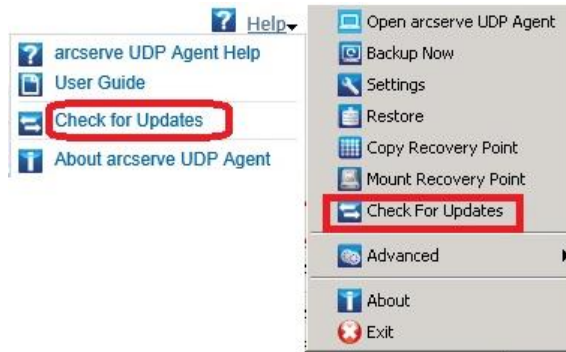 Help
arcserve UDP Agent Help
User Guide
Check for Updates
About arcserve UDP Agent
Open arcserve UDP Agent
Backup Now
Settings
Restore
Copy Recovery Point
Mount Recovery Point
Check For Updates
Advanced
About
Exit